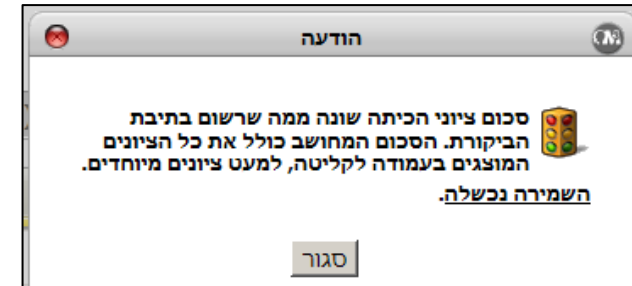 הודעה
סכום ציוני הכיתה שונה ממה שרשום בתיבת
הביקורת. הסכום המחושב כולל את כל הציונים
המוצגים בעמודה לקליטה, למעט ציונים מיוחדים.
השמירה נכשלה.
סגור